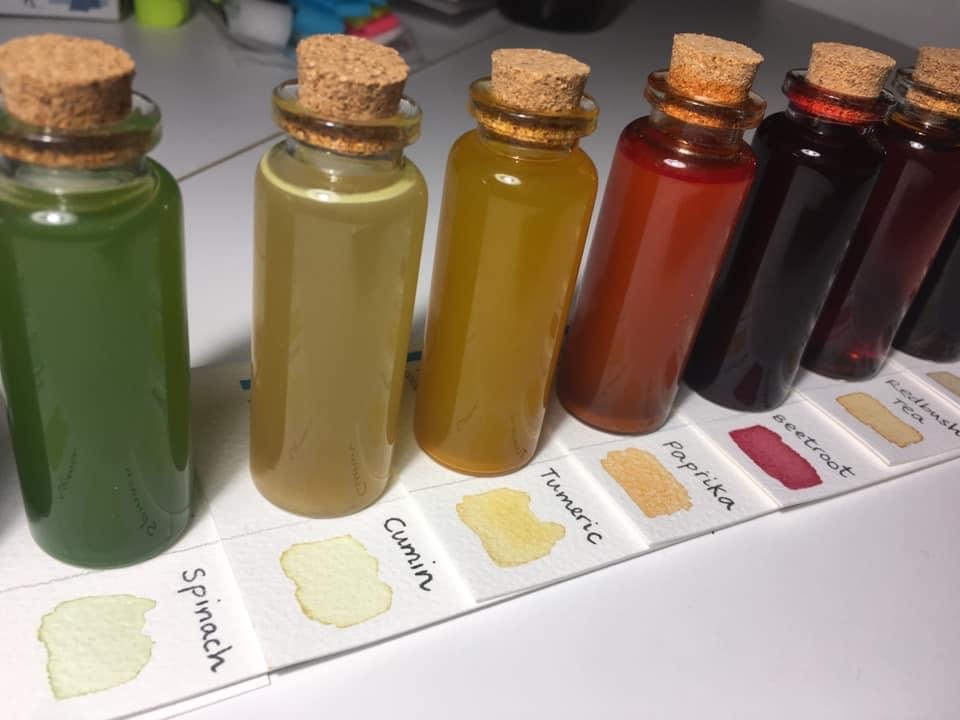 Spinach
Cumin
Tumeric
Paprika
Beetroot
Redbush
Tea